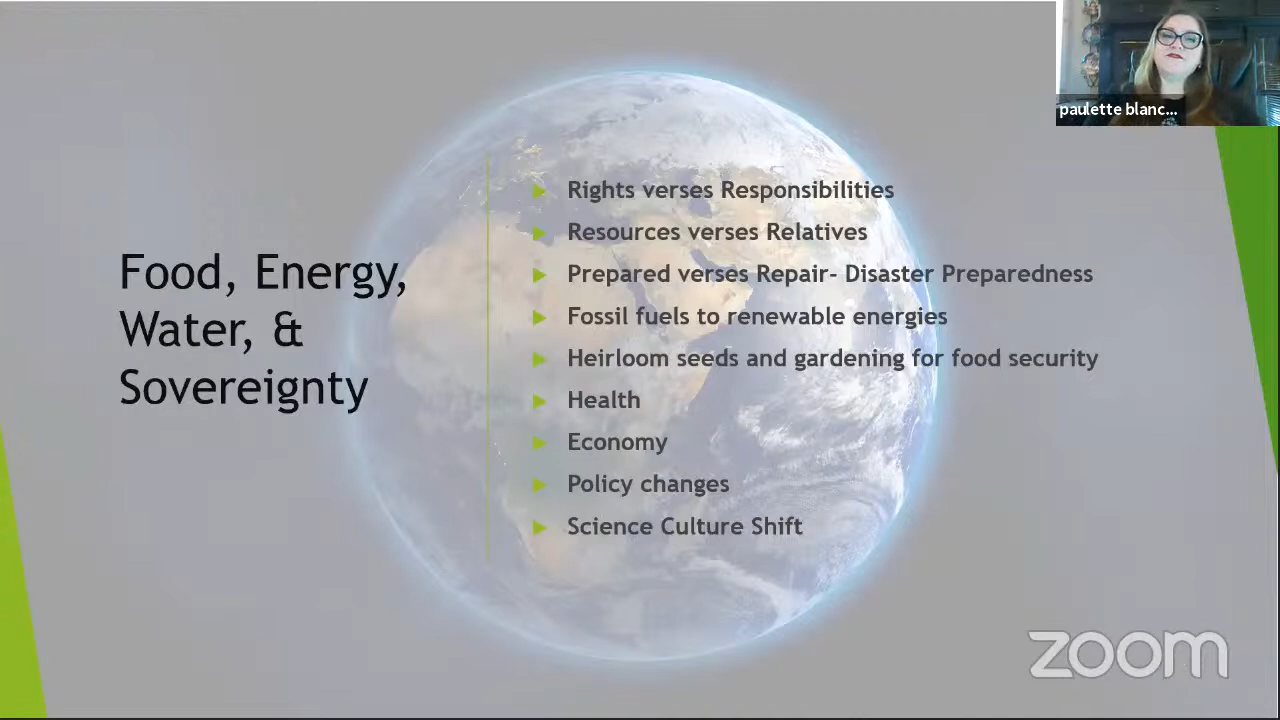 paulette blanc...
Food, Energy,
Water, &
Sovereignty
Rights verses Responsibilities
Resources verses Relatives
Prepared verses Repair- Disaster Preparedness
Fossil fuels to renewable energies
Heirloom seeds and gardening for food security
Health
Economy
Policy changes
Science Culture Shift
zoom